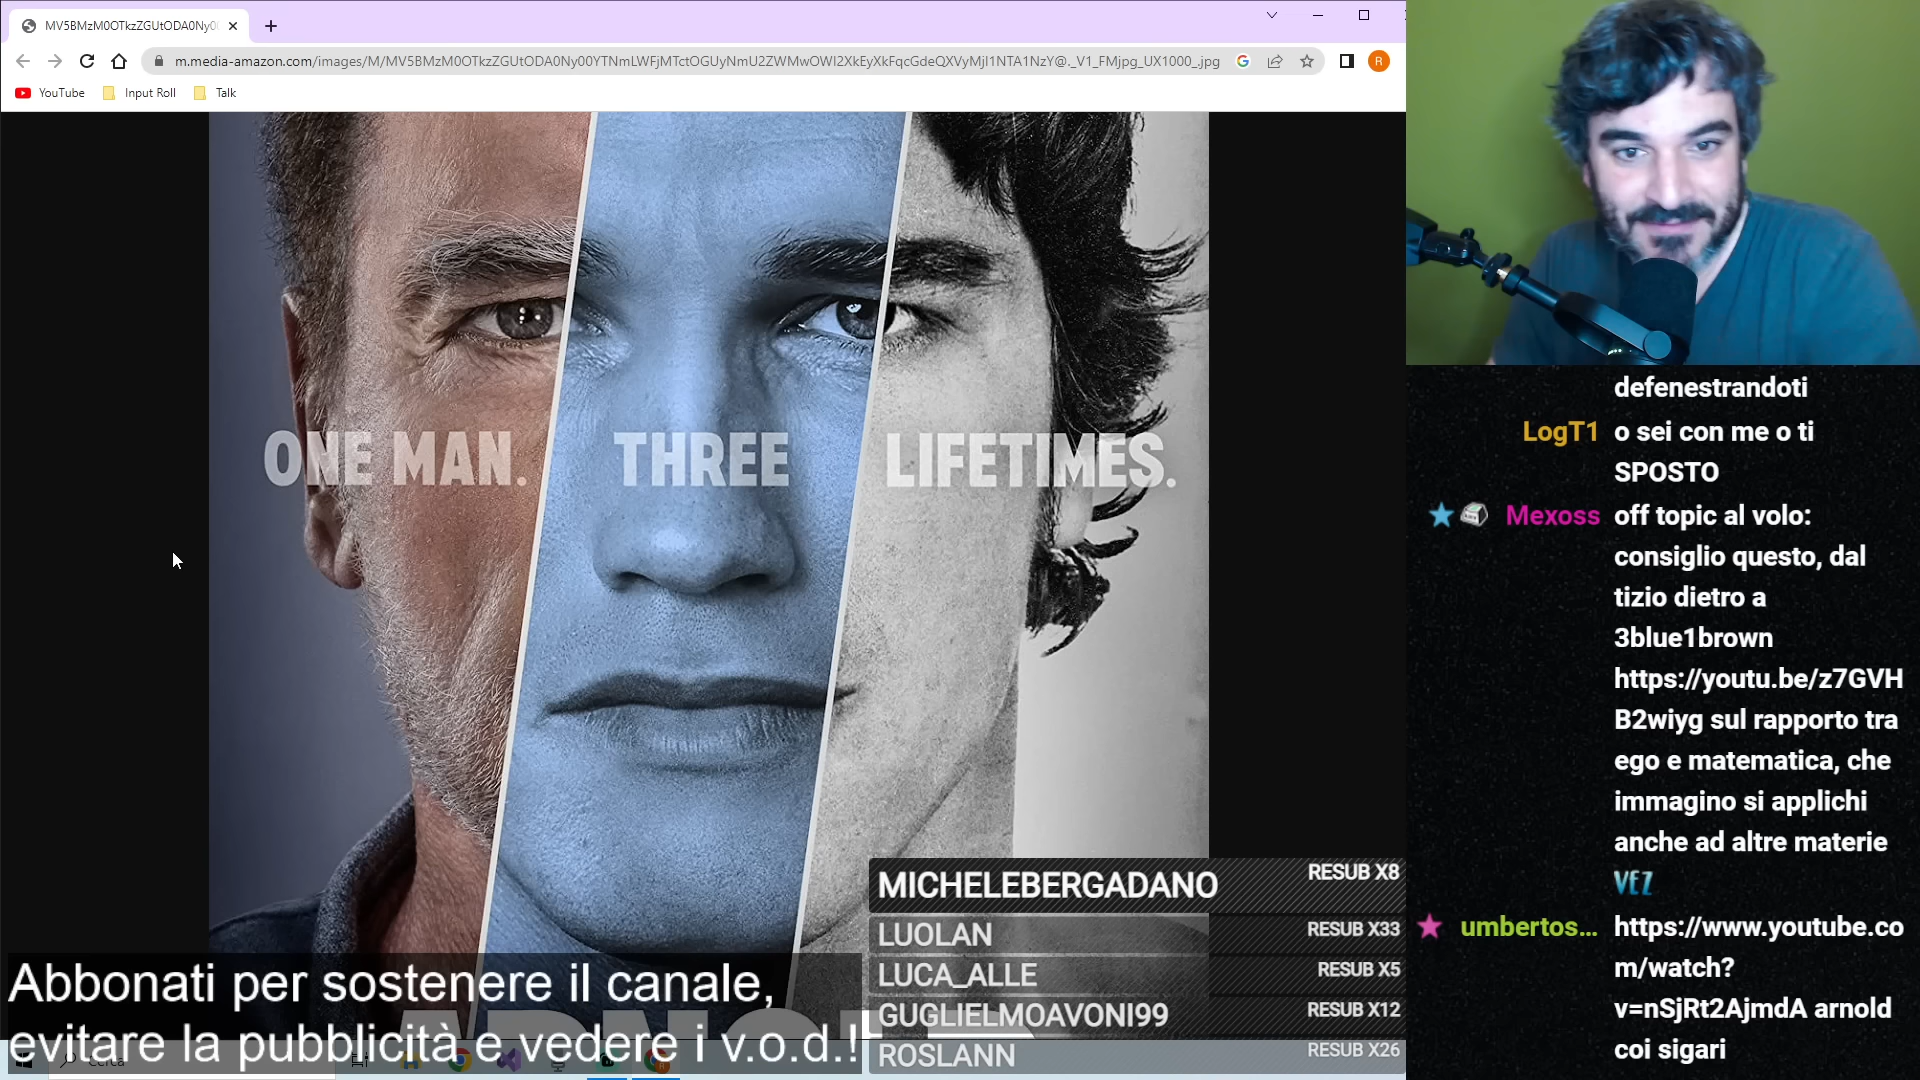 MV5BMzM0OTkzZGUtODA0Ny0
m.media-amazon.com/images/M/MV5BMzM0OTkzZGUtODA0Ny00YTNmLWFjMTctOGUyNmU2ZWMwOWI2XkEyXkFqcGdeQXVyMjI1NTA1NzY@._V1_FMjpg_UX1000_.jpg
R
YouTube
Input Roll
Talk
ONE MAN.
THREE
LIFETIMES.
defenestrandoti
LogT1 o sei con me o ti
SPOSTO
Mexoss off topic al volo:
consiglio questo, dal
tizio dietro a
3blue1brown
https://youtu.be/z7GVH
B2wiyg sul rapporto tra
ego e matematica, che
immagino si applichi
anche ad altre materie
VEZ
umbertos... https://www.youtube.co
m/watch?
v=nSjRt2AjmdA arnold
coi sigari
MICHELEBERGADANO RESUB X8
LUOLAN RESUB X33
LUCA_ALLE RESUB X5
GUGLIELMOAVONI99 RESUB X12
ROSLANN RESUB X26
Abbonati per sostenere il canale,
evitare la pubblicità e vedere i v.o.d.!
Cerca